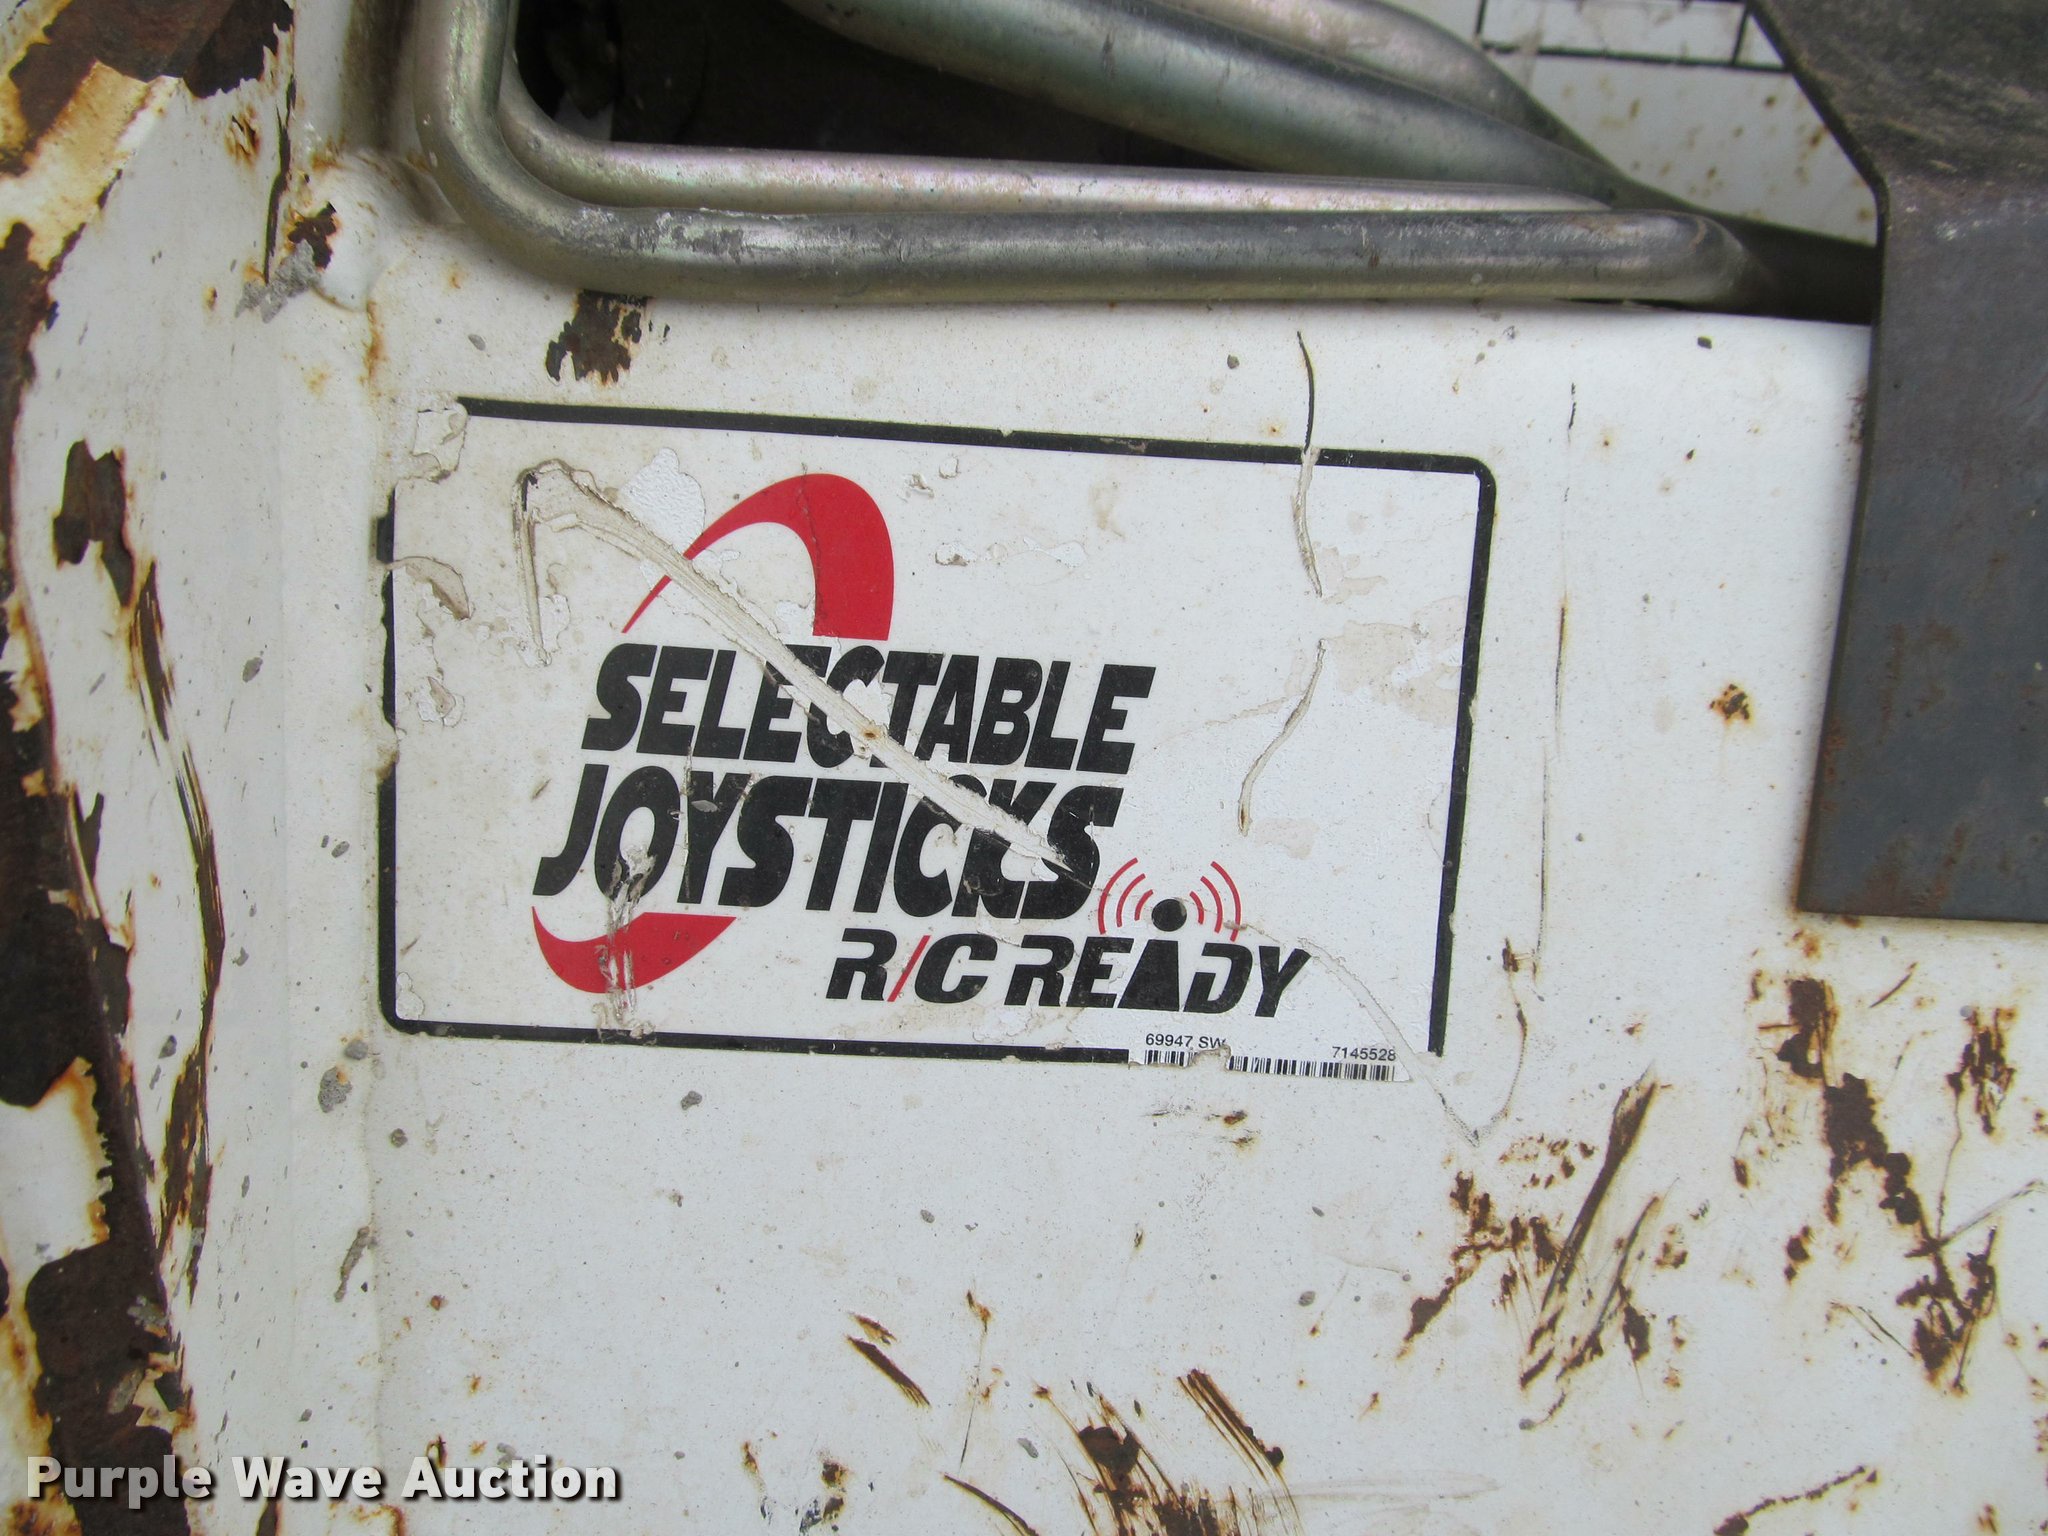 SELECTABLE
JOYSTICKS
R/C READY
69947 SW
7145528
Purple Wave Auction